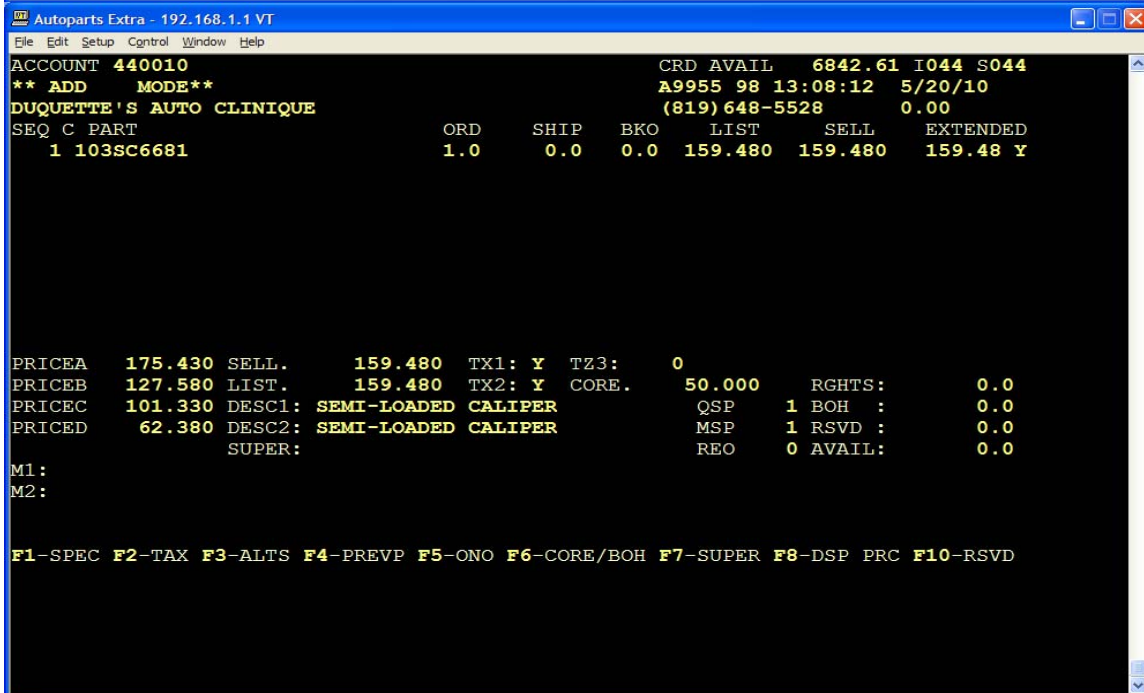 Autoparts Extra - 192.168.1.1 VT
File Edit Setup Control Window Help
ACCOUNT 440010 CRD AVAIL 6842.61 I044 S044
** ADD MODE** A9955 98 13:08:12 5/20/10
DUQUETTE'S AUTO CLINIQUE (819)648-5528 0.00
SEQ C PART ORD SHIP BKO LIST SELL EXTENDED
1 103SC6681 1.0 0.0 0.0 159.480 159.480 159.48 Y
PRICEA 175.430 SELL. 159.480 TX1: Y TZ3: 0
PRICEB 127.580 LIST. 159.480 TX2: Y CORE. 50.000 RGHTS: 0.0
PRICEC 101.330 DESC1: SEMI-LOADED CALIPER QSP 1 BOH : 0.0
PRICED 62.380 DESC2: SEMI-LOADED CALIPER MSP 1 RSVD : 0.0
SUPER: REO 0 AVAIL: 0.0
M1:
M2:
F1-SPEC F2-TAX F3-ALTS F4-PREVP F5-ONO F6-CORE/BOH F7-SUPER F8-DSP PRC F10-RSVD